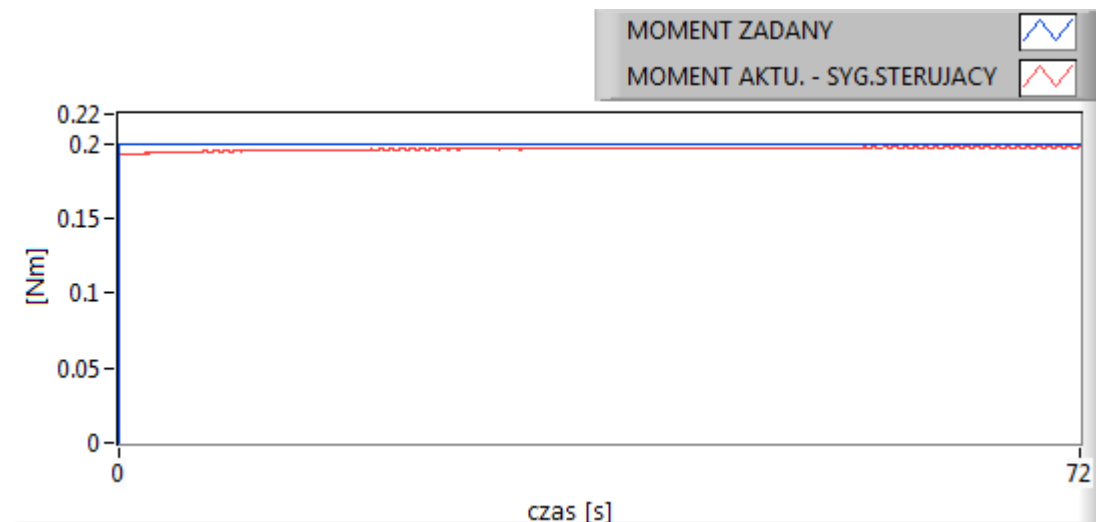 MOMENT ZADANY
MOMENT AKTU. - SYG.STERUJACY
0.22
0.2
0.15
0.1
0.05
0
[Nm]
0
72
czas [s]